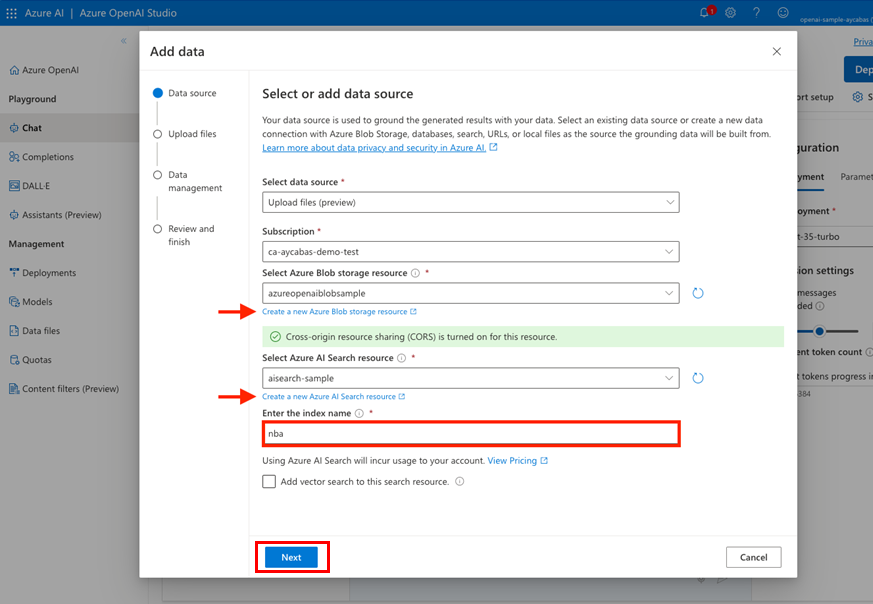 Azure AI | Azure OpenAI Studio
1
openai-sample-aycabas
Azure OpenAI
Playground
Chat
Completions
DALL·E
Assistants (Preview)
Management
Deployments
Models
Data files
Quotas
Content filters (Preview)
Add data
Data source
Upload files
Data
management
Review and
finish
Select or add data source
Your data source is used to ground the generated results with your data. Select an existing data source or create a new data
connection with Azure Blob Storage, databases, search, URLs, or local files as the source the grounding data will be built from.
Learn more about data privacy and security in Azure AI.
Select data source *
Upload files (preview)
Subscription *
ca-aycabas-demo-test
Select Azure Blob storage resource *
azureopenaiblobsample
Create a new Azure Blob storage resource
Cross-origin resource sharing (CORS) is turned on for this resource.
Select Azure AI Search resource *
aisearch-sample
Create a new Azure AI Search resource
Enter the index name *
nba
Using Azure AI Search will incur usage to your account. View Pricing
Add vector search to this search resource.
Next
Cancel
Priva
Dep
ort setup
S
guration
yment
Paramet
oyment *
t-35-turbo
sion settings
messages
ded
ent token count
t tokens progress in
384